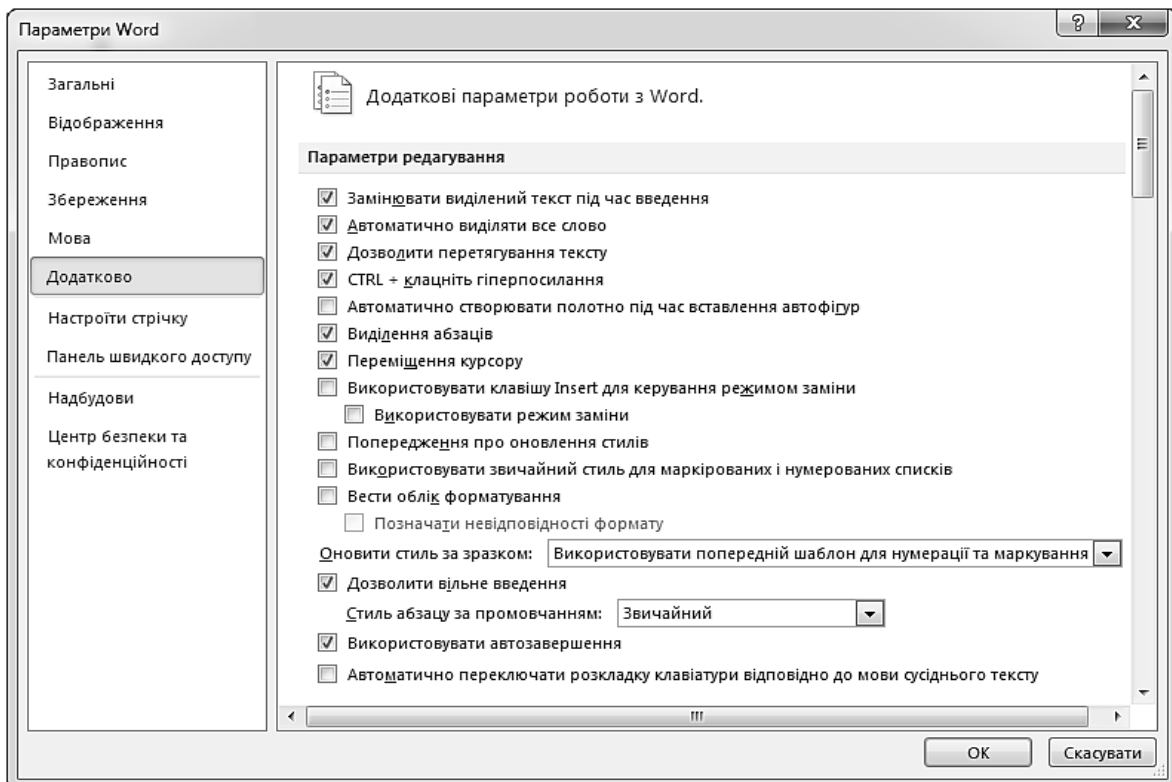 Параметри Word
Загальні
Відображення
Правопис
Збереження
Мова
Додатково
Настроїти стрічку
Панель швидкого доступу
Надбудови
Центр безпеки та
конфіденційності
Додаткові параметри роботи з Word.
Параметри редагування
Замінювати виділений текст під час введення
Автоматично виділяти все слово
Дозволити перетягування тексту
CTRL + клацніть гіперпосилання
Автоматично створювати полотно під час вставлення автофігур
Виділення абзаців
Переміщення курсору
Використовувати клавішу Insert для керування режимом заміни
Використовувати режим заміни
Попередження про оновлення стилів
Використовувати звичайний стиль для маркірованих і нумерованих списків
Вести облік форматування
Позначати невідповідності формату
Оновити стиль за зразком: Використовувати попередній шаблон для нумерації та маркування
Дозволити вільне введення
Стиль абзацу за промовчанням: Звичайний
Використовувати автозавершення
Автоматично переключати розкладку клавіатури відповідно до мови сусіднього тексту
ОК Скасувати